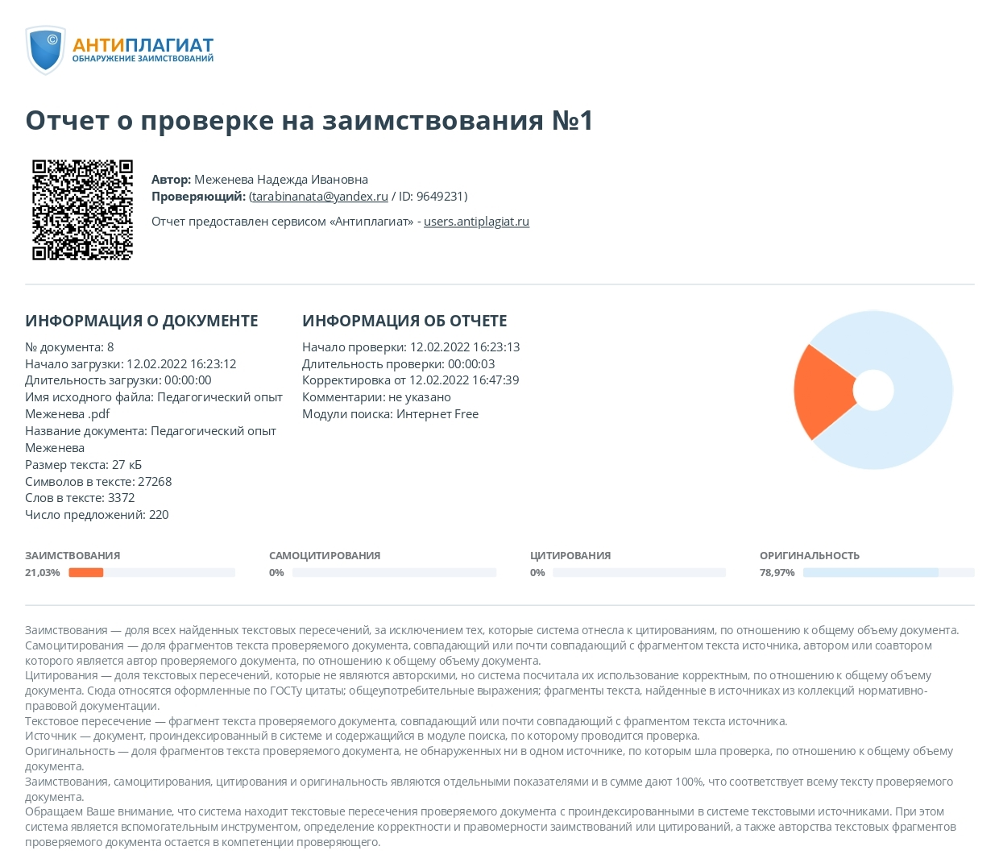 ©
АНТИПЛАГИАТ
ОБНАРУЖЕНИЕ ЗАИМСТВОВАНИЙ
Отчет о проверке на заимствования №1
Автор: Меженева Надежда Ивановна
Проверяющий: (tarabinanata@yandex.ru / ID: 9649231)
Отчет предоставлен сервисом «Антиплагиат» - users.antiplagiat.ru
ИНФОРМАЦИЯ О ДОКУМЕНТЕ
№ документа: 8
Начало загрузки: 12.02.2022 16:23:12
Длительность загрузки: 00:00:00
Имя исходного файла: Педагогический опыт
Меженева .pdf
Название документа: Педагогический опыт
Меженева
Размер текста: 27 кБ
Символов в тексте: 27268
Слов в тексте: 3372
Число предложений: 220
ИНФОРМАЦИЯ ОБ ОТЧЕТЕ
Начало проверки: 12.02.2022 16:23:13
Длительность проверки: 00:00:03
Корректировка от 12.02.2022 16:47:39
Комментарии: не указано
Модули поиска: Интернет Free
ЗАИМСТВОВАНИЯ
21,03%
САМОЦИТИРОВАНИЯ
0%
ЦИТИРОВАНИЯ
0%
ОРИГИНАЛЬНОСТЬ
78,97%
Заимствования — доля всех найденных текстовых пересечений, за исключением тех, которые система отнесла к цитированиям, по отношению к общему объему документа.
Самоцитирования — доля фрагментов текста проверяемого документа, совпадающий или почти совпадающий с фрагментом текста источника, автором или соавтором
которого является автор проверяемого документа, по отношению к общему объему документа.
Цитирования — доля текстовых пересечений, которые не являются авторскими, но система посчитала их использование корректным, по отношению к общему объему
документа. Сюда относятся оформленные по ГОСТу цитаты; общеупотребительные выражения; фрагменты текста, найденные в источниках из коллекций нормативно-
правовой документации.
Текстовое пересечение — фрагмент текста проверяемого документа, совпадающий или почти совпадающий с фрагментом текста источника.
Источник — документ, проиндексированный в системе и содержащийся в модуле поиска, по которому проводится проверка.
Оригинальность — доля фрагментов текста проверяемого документа, не обнаруженных ни в одном источнике, по которым шла проверка, по отношению к общему объему
документа.
Заимствования, самоцитирования, цитирования и оригинальность являются отдельными показателями и в сумме дают 100%, что соответствует всему тексту проверяемого
документа.
Обращаем Ваше внимание, что система находит текстовые пересечения проверяемого документа с проиндексированными в системе текстовыми источниками. При этом
система является вспомогательным инструментом, определение корректности и правомерности заимствований или цитирований, а также авторства текстовых фрагментов
проверяемого документа остается в компетенции проверяющего.